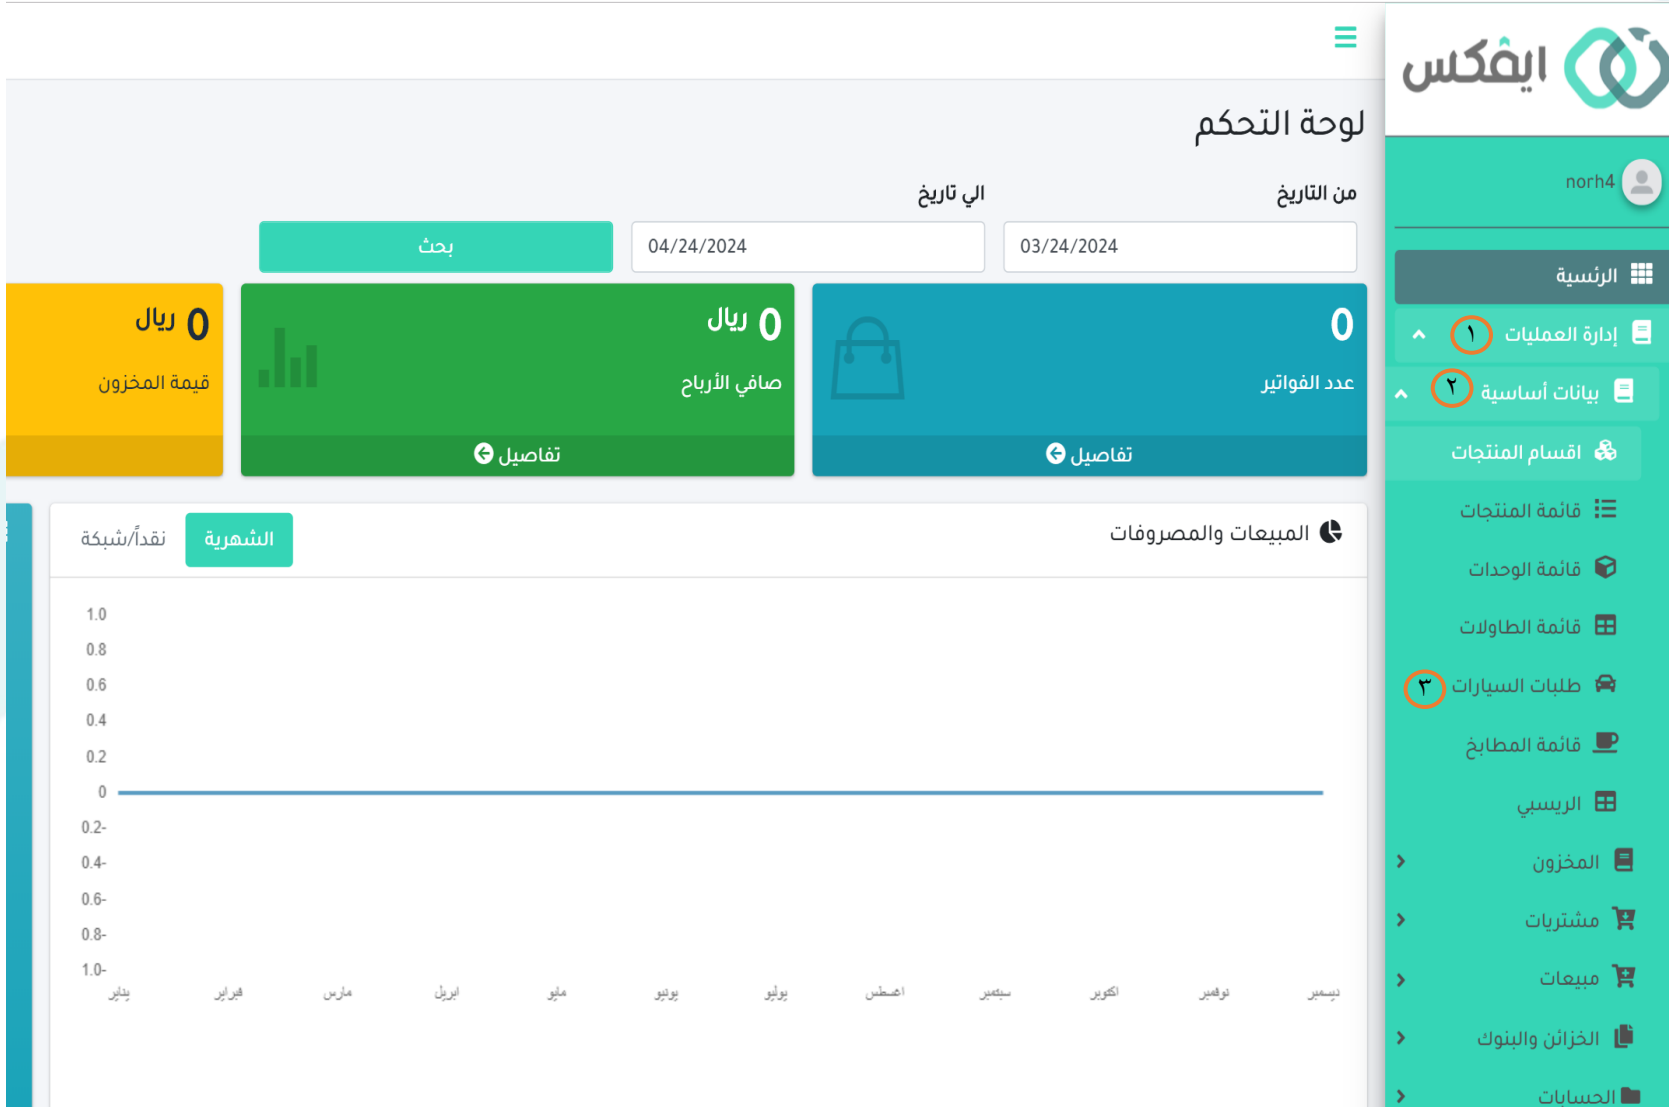 ايفكس
norh4
الرئسية
إدارة العمليات ١
بيانات أساسية ٢
اقسام المنتجات
قائمة المنتجات
قائمة الوحدات
قائمة الطاولات
طلبات السيارات ٣
قائمة المطابخ
الريسبي
المخزون
مشتريات
مبيعات
الخزائن والبنوك
الحسابات
لوحة التحكم
من التاريخ
الي تاريخ
03/24/2024
04/24/2024
بحث
0
عدد الفواتير
تفاصيل
0 ريال
صافي الأرباح
تفاصيل
0 ريال
قيمة المخزون
المبيعات والمصروفات
الشهرية
نقداً/شبكة
1.0
0.8
0.6
0.4
0.2
0
0.2-
0.4-
0.6-
0.8-
1.0-
يناير
فبراير
مارس
ابريل
مايو
يونيو
يوليو
اغسطس
سبتمبر
اكتوبر
نوفمبر
ديسمبر